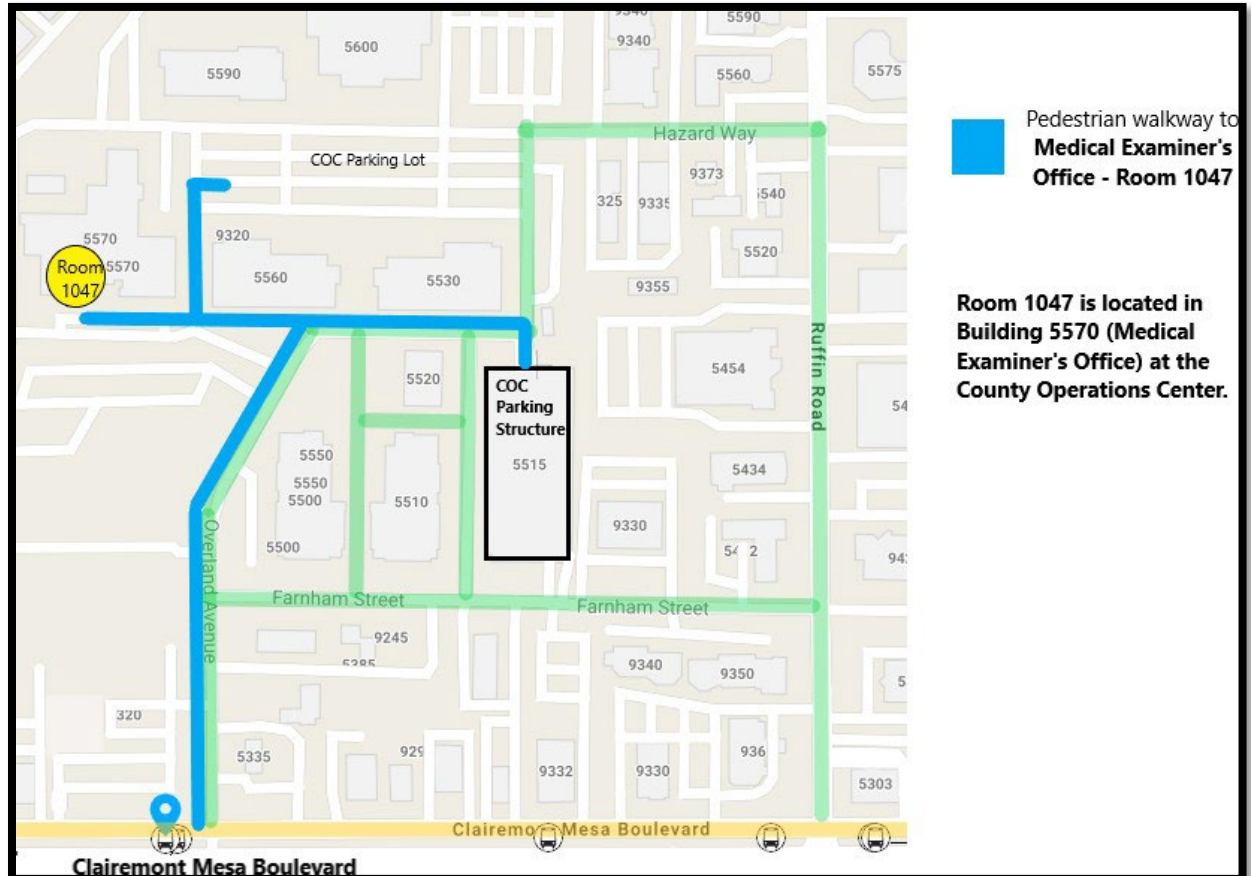 5590
5600
9340
9340
5590
5560
5575
Hazard Way
COC Parking Lot
9373
325
9335
5540
9320
5570
5570
Room
1047
5560
5530
5520
9355
5520
COC
Parking
Structure
5515
5454
Ruffin Road
5550
5550
5500
5510
5500
5434
9330
Overland Avenue
Farnham Street
Farnham Street
9245
5385
9340
9350
320
5335
9332
9330
936
5303
Clairemo
Mesa Boulevard
Clairemont Mesa Boulevard
Pedestrian walkway to
Medical Examiner's
Office - Room 1047
Room 1047 is located in
Building 5570 (Medical
Examiner's Office) at the
County Operations Center.